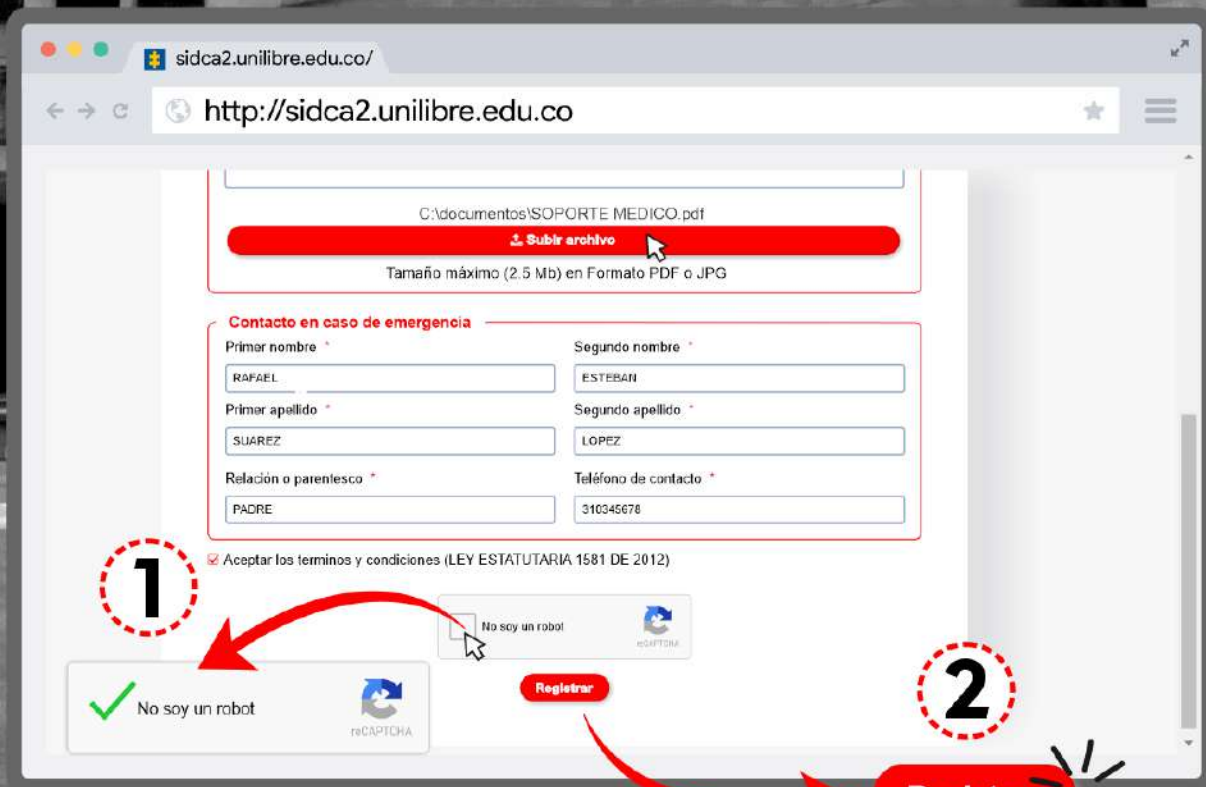 sidca2.unilibre.edu.co/
http://sidca2.unilibre.edu.co
C:\documentos\SOPORTE MEDICO.pdf
Subir archivo
Tamaño máximo (2.5 Mb) en Formato PDF o JPG
Contacto en caso de emergencia
Primer nombre * Segundo nombre *
RAFAEL ESTEBAN
Primer apellido * Segundo apellido *
SUAREZ LOPEZ
Relación o parentesco * Teléfono de contacto *
PADRE 310345678
Aceptar los terminos y condiciones (LEY ESTATUTARIA 1581 DE 2012)
1
No soy un robot
reCAPTCHA
Registrar
2
No soy un robot
reCAPTCHA